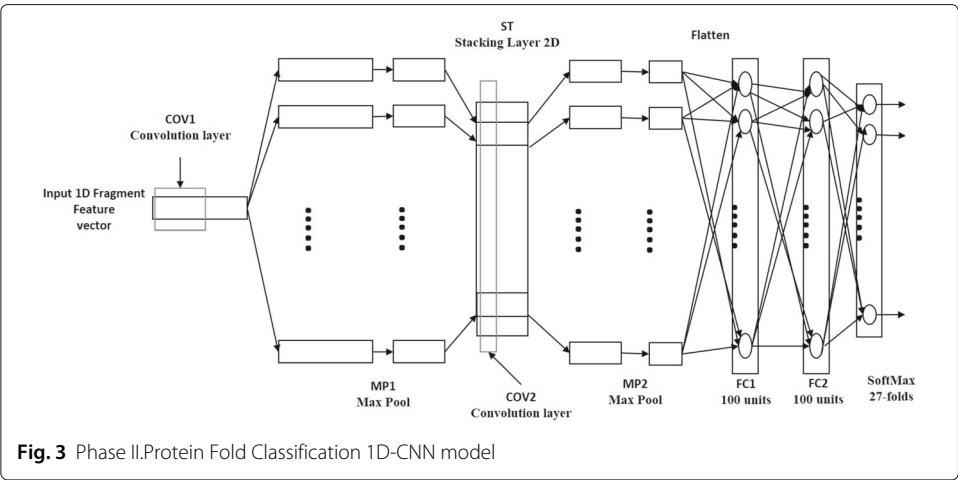 ST
Stacking Layer 2D
Flatten
COV1
Convolution layer
Input 1D Fragment
Feature
vector
MP1
Max Pool
COV2
Convolution layer
MP2
Max Pool
FC1
100 units
FC2
100 units
SoftMax
27-folds
Fig. 3 Phase II.Protein Fold Classification 1D-CNN model